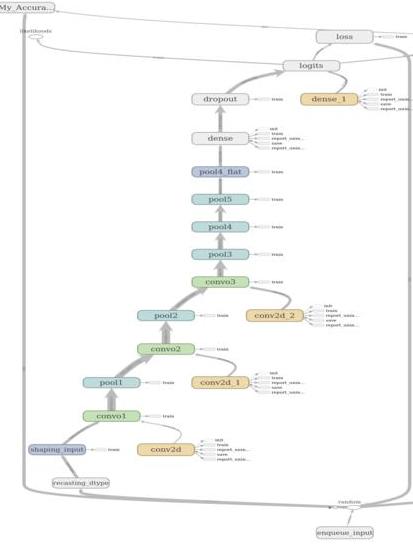 My_Accura...
loss
train
likelihoods
logits
dropout
train
dense_1
init
train
report_unin...
save
report_unin...
dense
init
train
report_unin...
save
report_unin...
pool4_flat
train
pool5
train
pool4
train
pool3
train
convo3
train
pool2
train
conv2d_2
init
train
report_unin...
save
report_unin...
convo2
train
pool1
train
conv2d_1
init
train
report_unin...
save
report_unin...
convo1
train
shaping_input
train
conv2d
init
train
report_unin...
save
report_unin...
recasting_dtype
random
enqueue_input